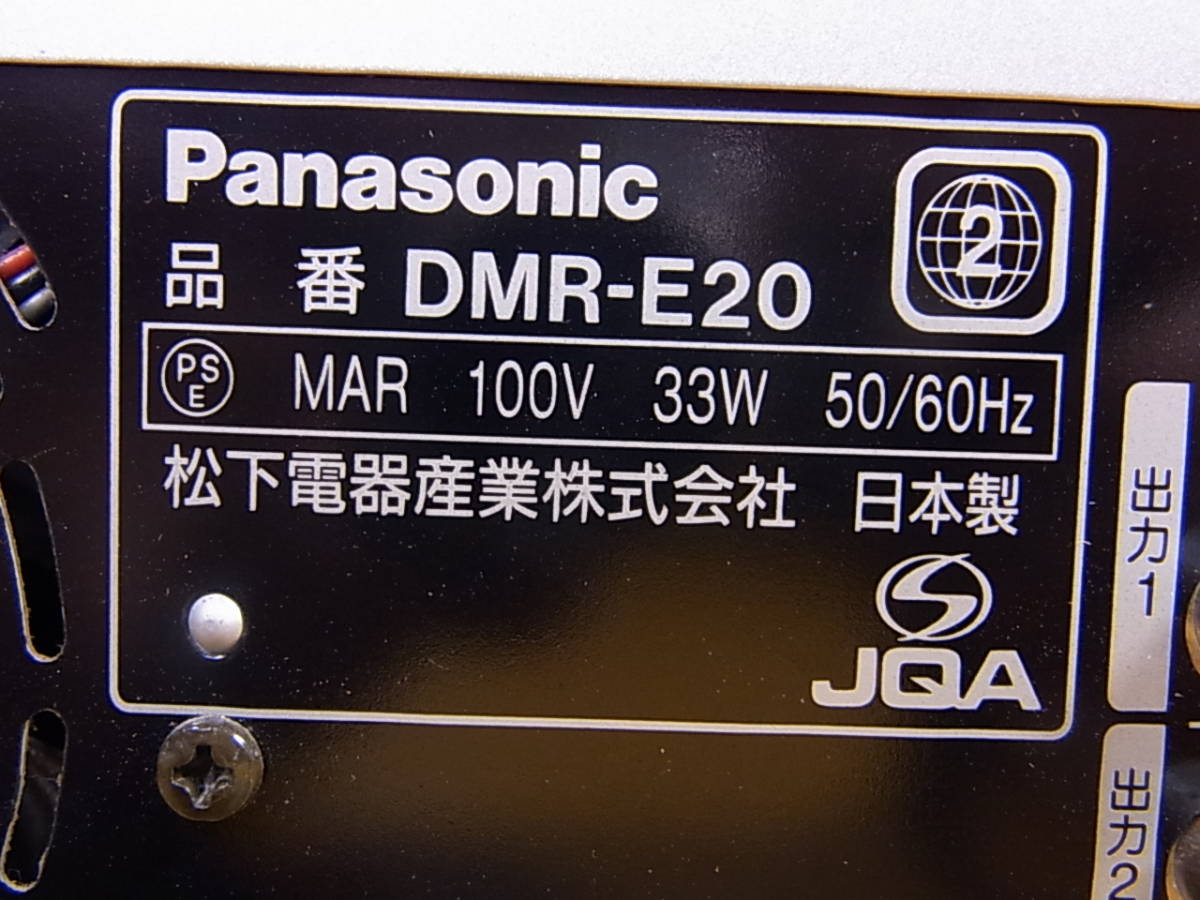 Panasonic
2
品 番 DMR-E20
PSE MAR 100V 33W 50/60Hz
松下電器産業株式会社 日本製
JQA
出力1
出力2